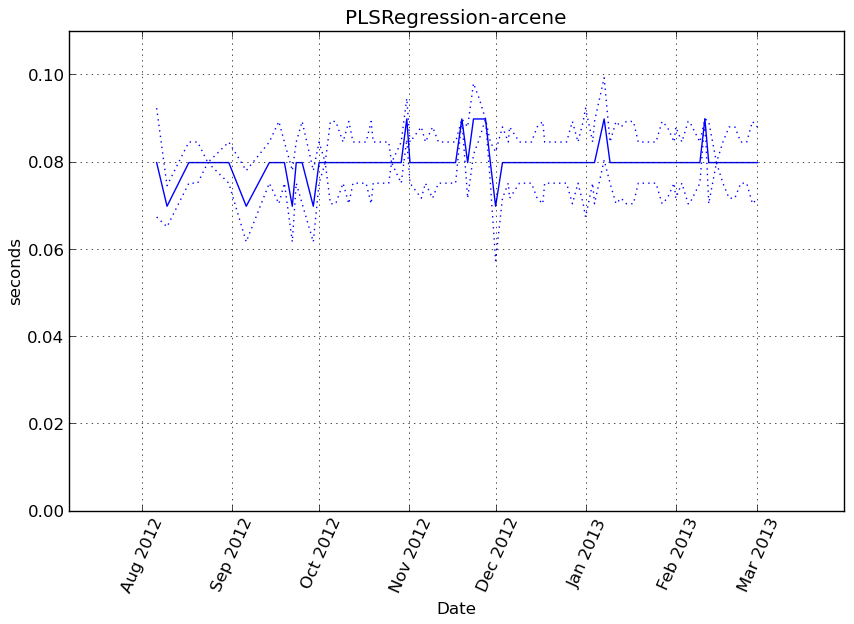 PLSRegression-arcene
0.10
0.08
0.06
0.04
0.02
0.00
seconds
Aug 2012
Sep 2012
Oct 2012
Nov 2012
Dec 2012
Jan 2013
Feb 2013
Mar 2013
Date